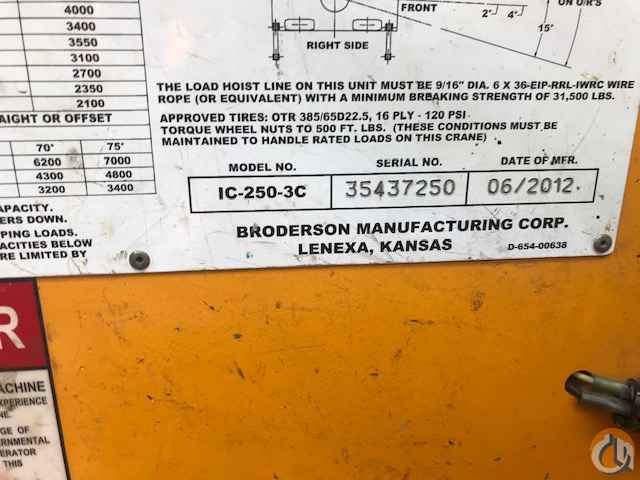 4000
3400
3550
3100
2700
2350
2100
AIGHT OR OFFSET
70° 75°
6200 7000
4300 4800
3200 3400
APACITY.
ERS DOWN.
PPING LOADS.
ACITIES BELOW
RE LIMITED BY
FRONT
2' 4'
15'
ON O/R'S
RIGHT SIDE
THE LOAD HOIST LINE ON THIS UNIT MUST BE 9/16" DIA. 6 X 36-EIP-RRL-IWRC WIRE
ROPE (OR EQUIVALENT) WITH A MINIMUM BREAKING STRENGTH OF 31,500 LBS.
APPROVED TIRES: OTR 385/65D22.5, 16 PLY - 120 PSI
TORQUE WHEEL NUTS TO 500 FT. LBS. (THESE CONDITIONS MUST BE
MAINTAINED TO HANDLE RATED LOADS ON THIS CRANE)
MODEL NO. SERIAL NO. DATE OF MFR.
IC-250-3C 35437250 06/2012
BRODERSON MANUFACTURING CORP.
LENEXA, KANSAS
D-654-00638
R
ACHINE
EXPERIENCE
NE.
GE OF
ERNMENTAL
ERATOR
THIS